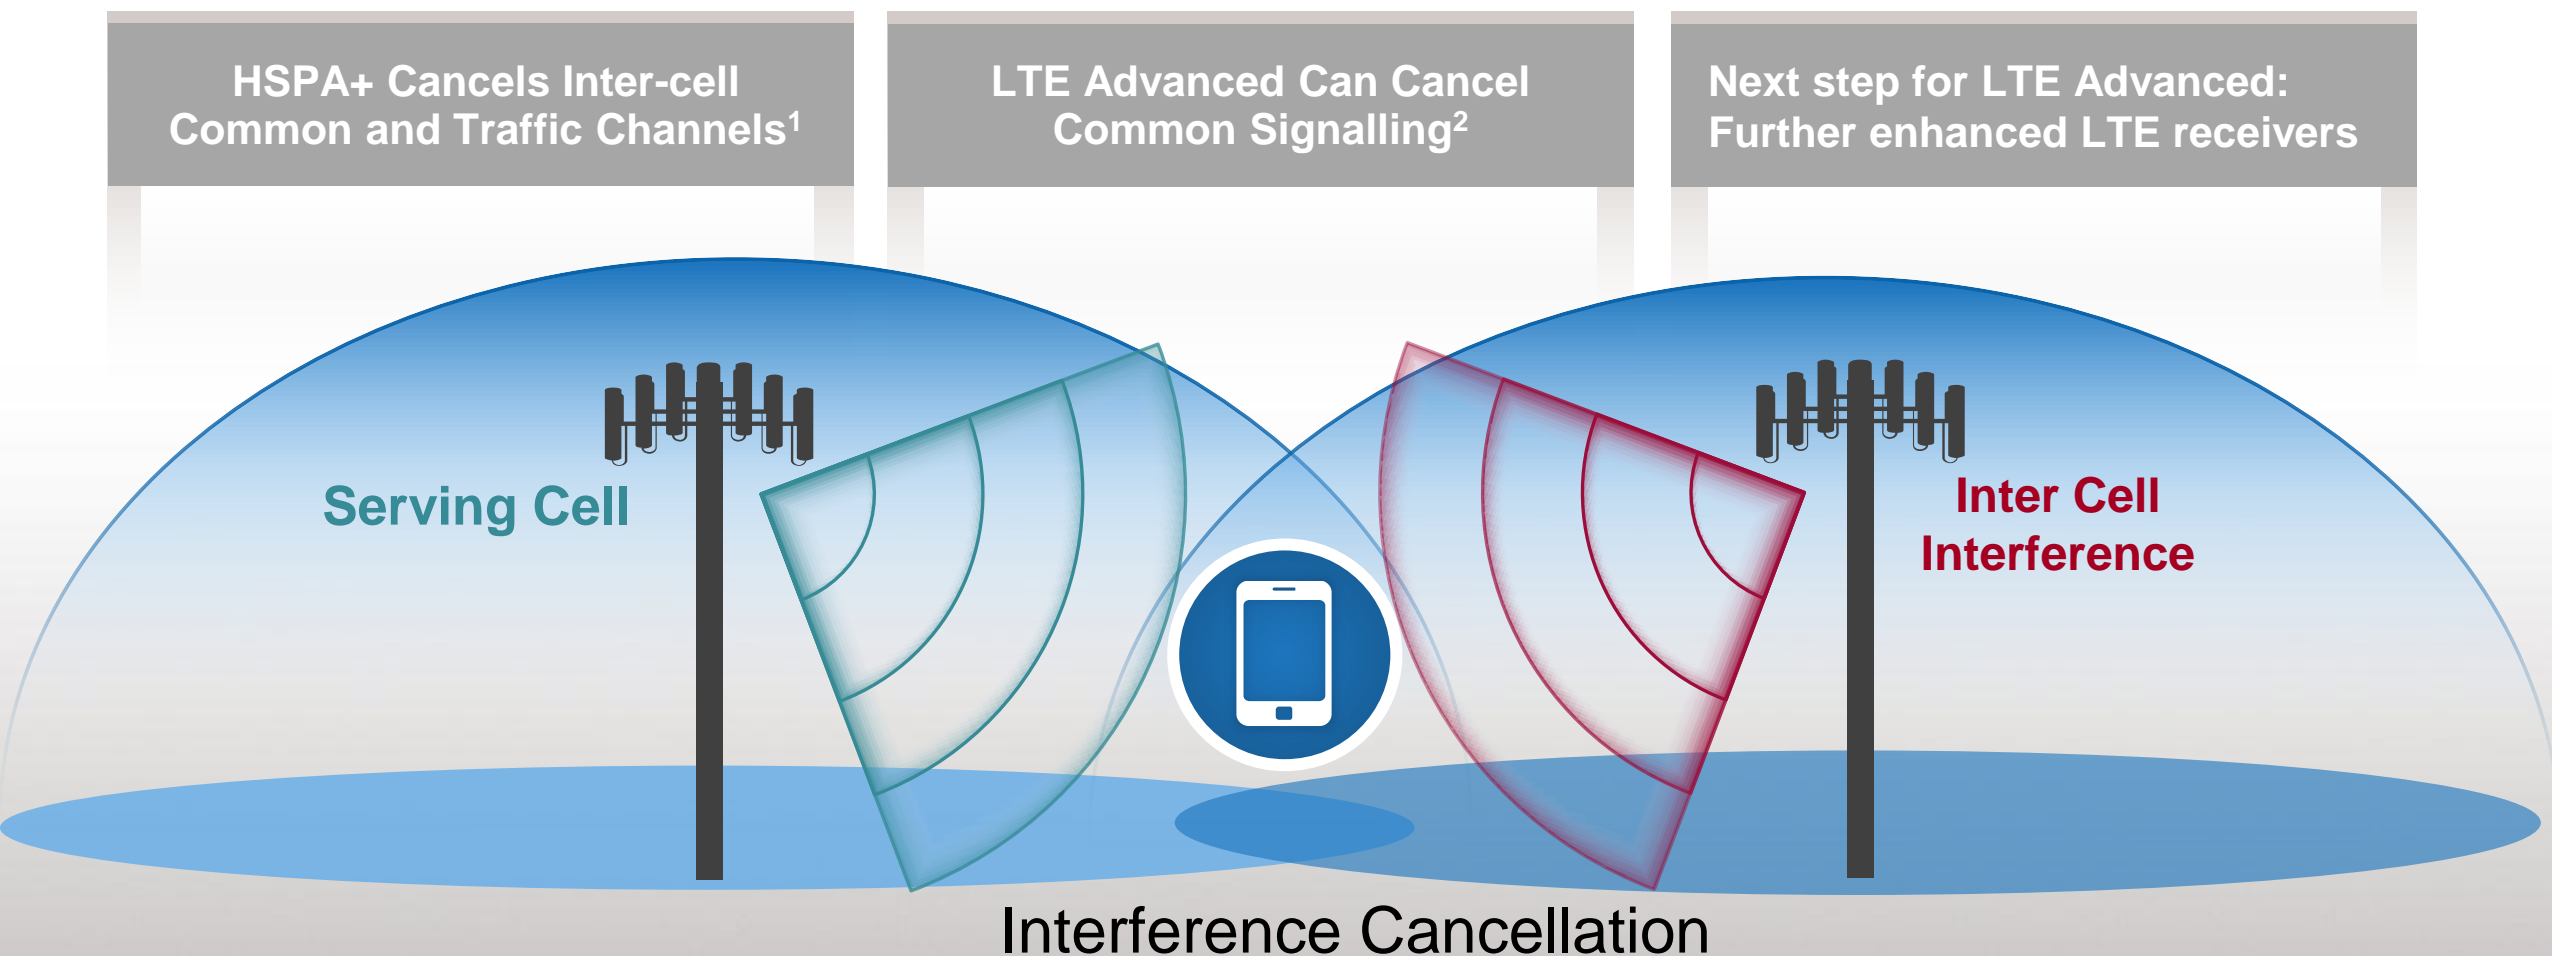 HSPA+ Cancels Inter-cell
Common and Traffic Channels¹
LTE Advanced Can Cancel
Common Signalling²
Next step for LTE Advanced:
Further enhanced LTE receivers
Serving Cell
Inter Cell
Interference
Interference Cancellation